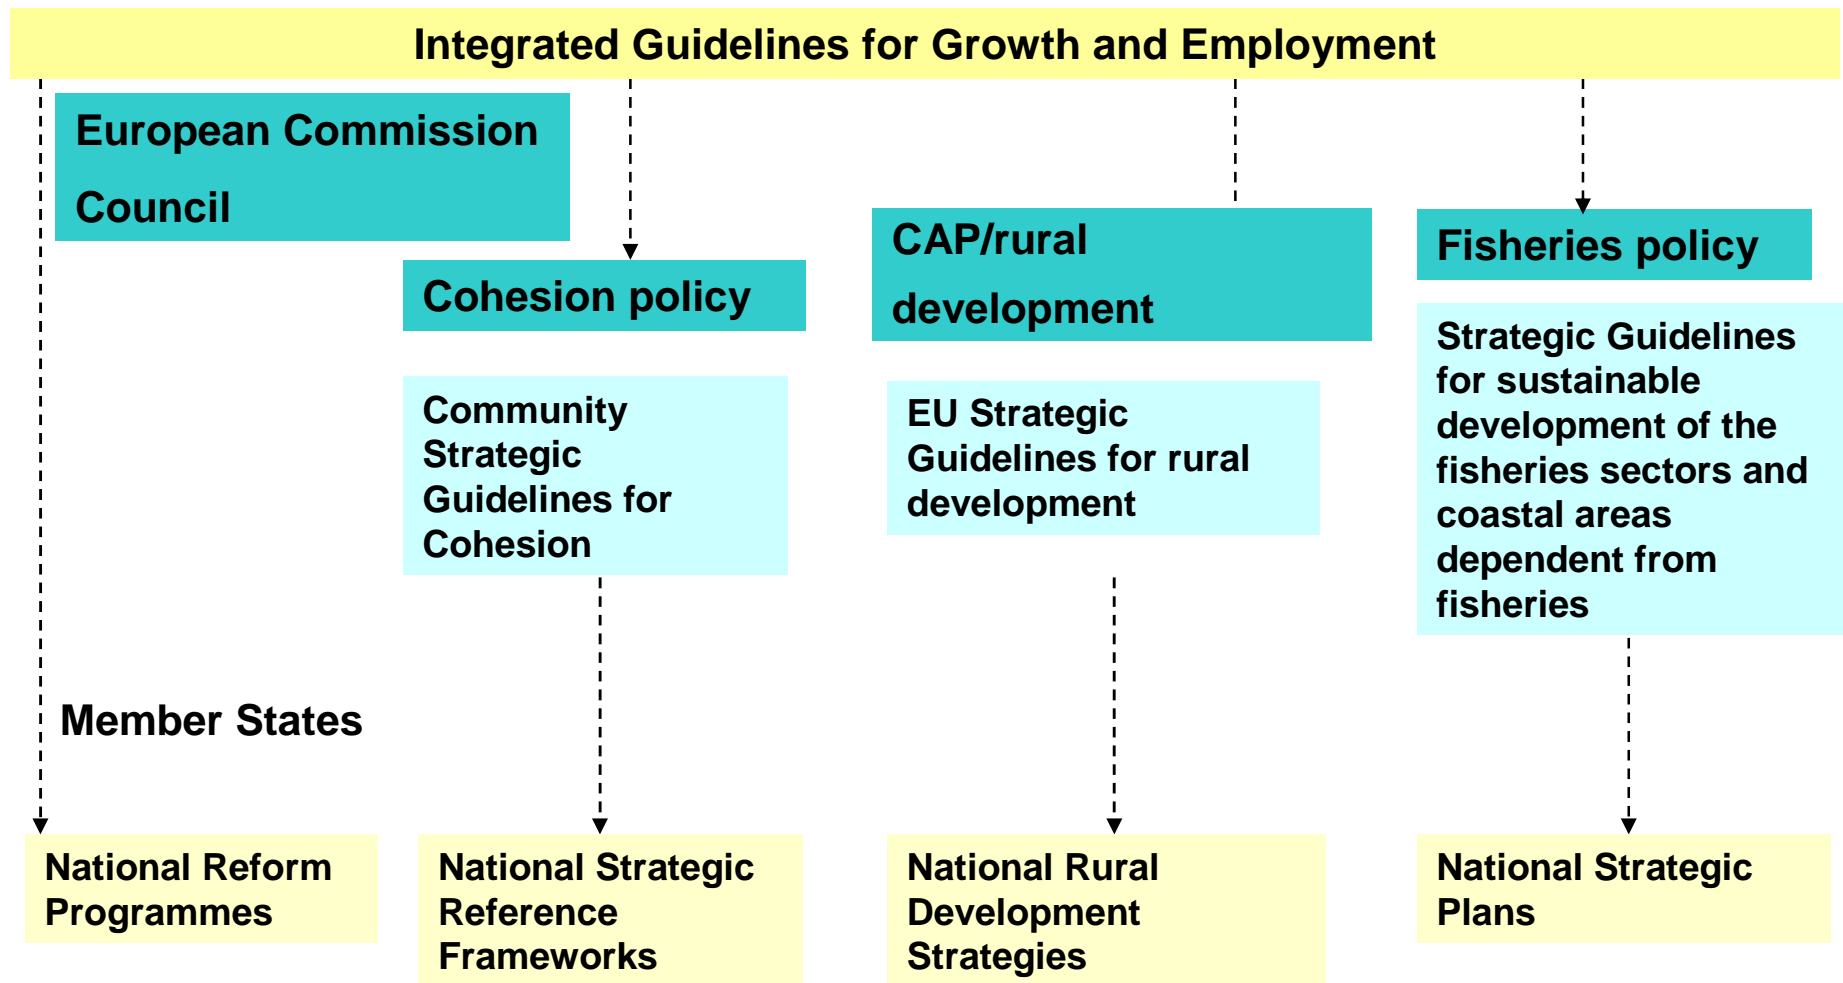 Integrated Guidelines for Growth and Employment
European Commission
Council
Cohesion policy
CAP/rural
development
Fisheries policy
Community
Strategic
Guidelines for
Cohesion
EU Strategic
Guidelines for rural
development
Strategic Guidelines
for sustainable
development of the
fisheries sectors and
coastal areas
dependent from
fisheries
Member States
National Reform
Programmes
National Strategic
Reference
Frameworks
National Rural
Development
Strategies
National Strategic
Plans